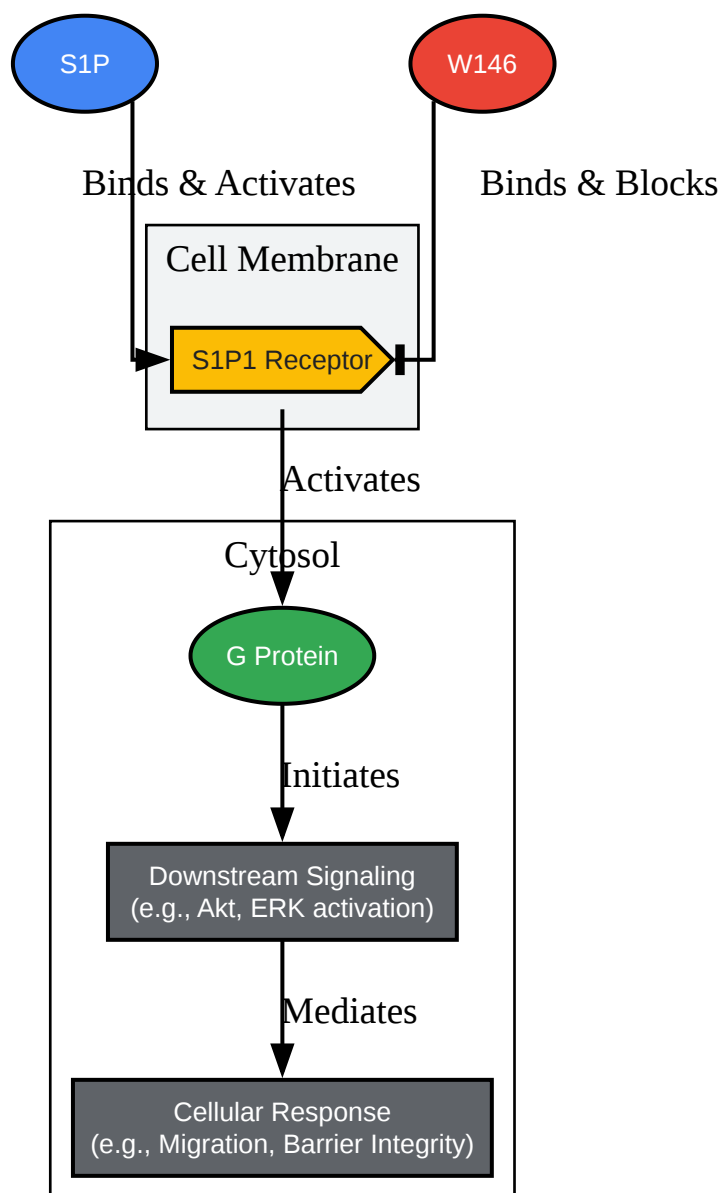 S1P
W146
Binds & Activates
Binds & Blocks
Cell Membrane
S1P1 Receptor
Activates
Cytosol
G Protein
Initiates
Downstream Signaling
(e.g., Akt, ERK activation)
Mediates
Cellular Response
(e.g., Migration, Barrier Integrity)